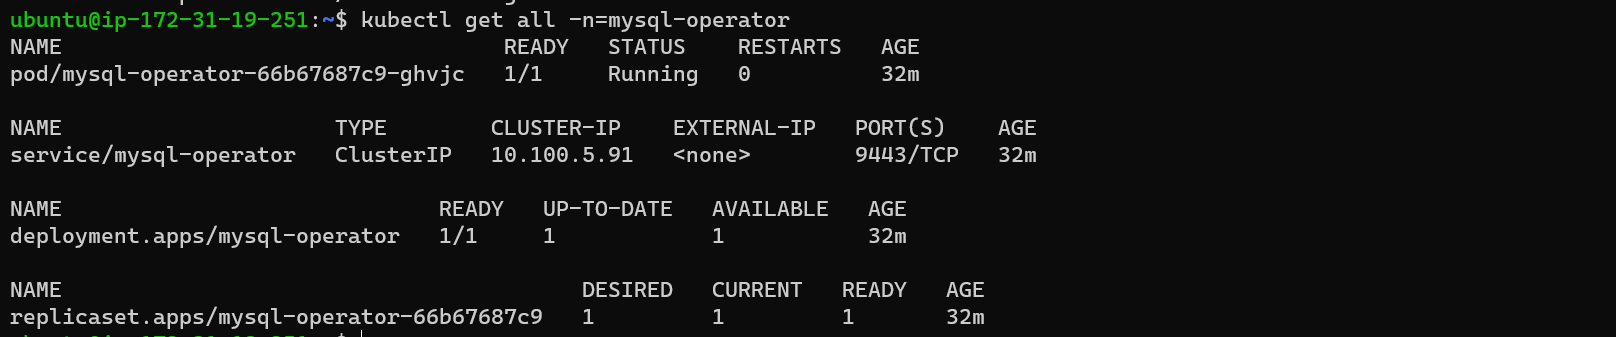 ubuntu@ip-172-31-19-251:~$ kubectl get all -n=mysql-operator
NAME                                  READY   STATUS    RESTARTS   AGE
pod/mysql-operator-66b67687c9-ghvjc   1/1     Running   0          32m

NAME                     TYPE        CLUSTER-IP    EXTERNAL-IP   PORT(S)    AGE
service/mysql-operator   ClusterIP   10.100.5.91   <none>        9443/TCP   32m

NAME                             READY   UP-TO-DATE   AVAILABLE   AGE
deployment.apps/mysql-operator   1/1     1            1           32m

NAME                                        DESIRED   CURRENT   READY   AGE
replicaset.apps/mysql-operator-66b67687c9   1         1         1       32m